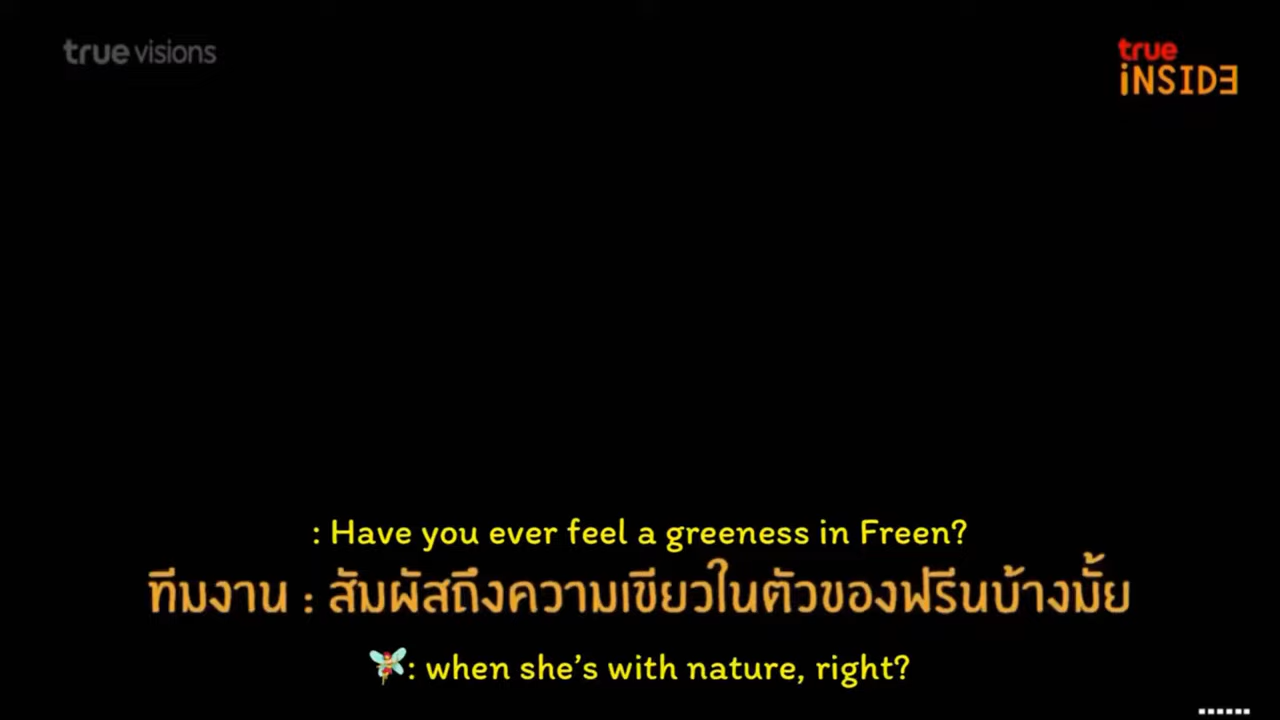 true visions
true
iNSIDE
: Have you ever feel a greeness in Freen?
ทีมงาน : สัมผัสถึงความเขียวในตัวของฟรีนบ้างมั้ย
🧚: when she's with nature, right?